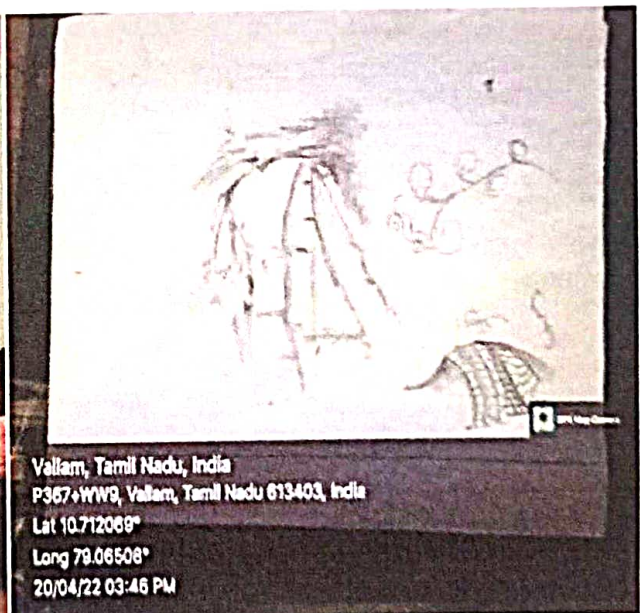 Vallam, Tamil Nadu, India
P367+WW9, Vallam, Tamil Nadu 613403, India
Lat 10.712069°
Long 79.06508°
20/04/22 03:46 PM